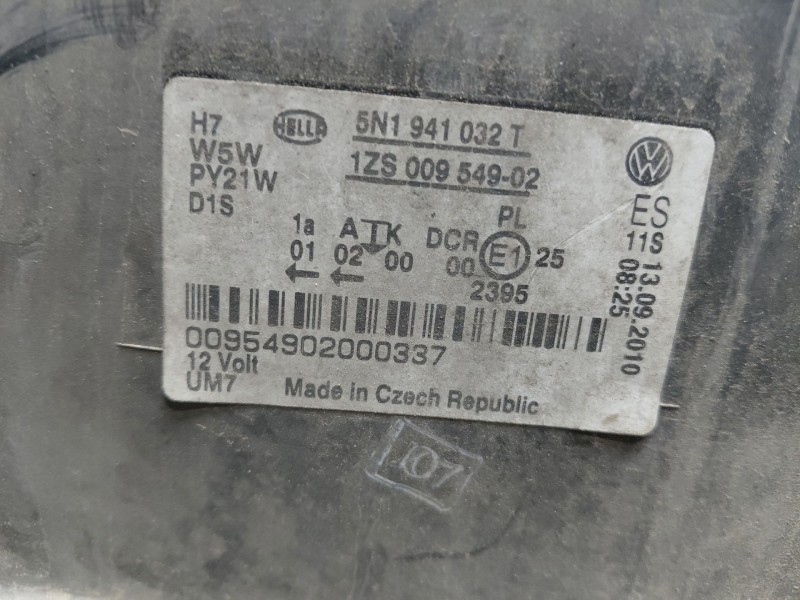 H7
W5W
PY21W
D1S
HELLA
5N1 941 032 T
1ZS 009 549-02
PL
1a A K DCR E1 25
01 02 00 00
2395
ES
11S
13.09.2010
08:25
00954902000337
12 Volt
UM7
Made in Czech Republic
07